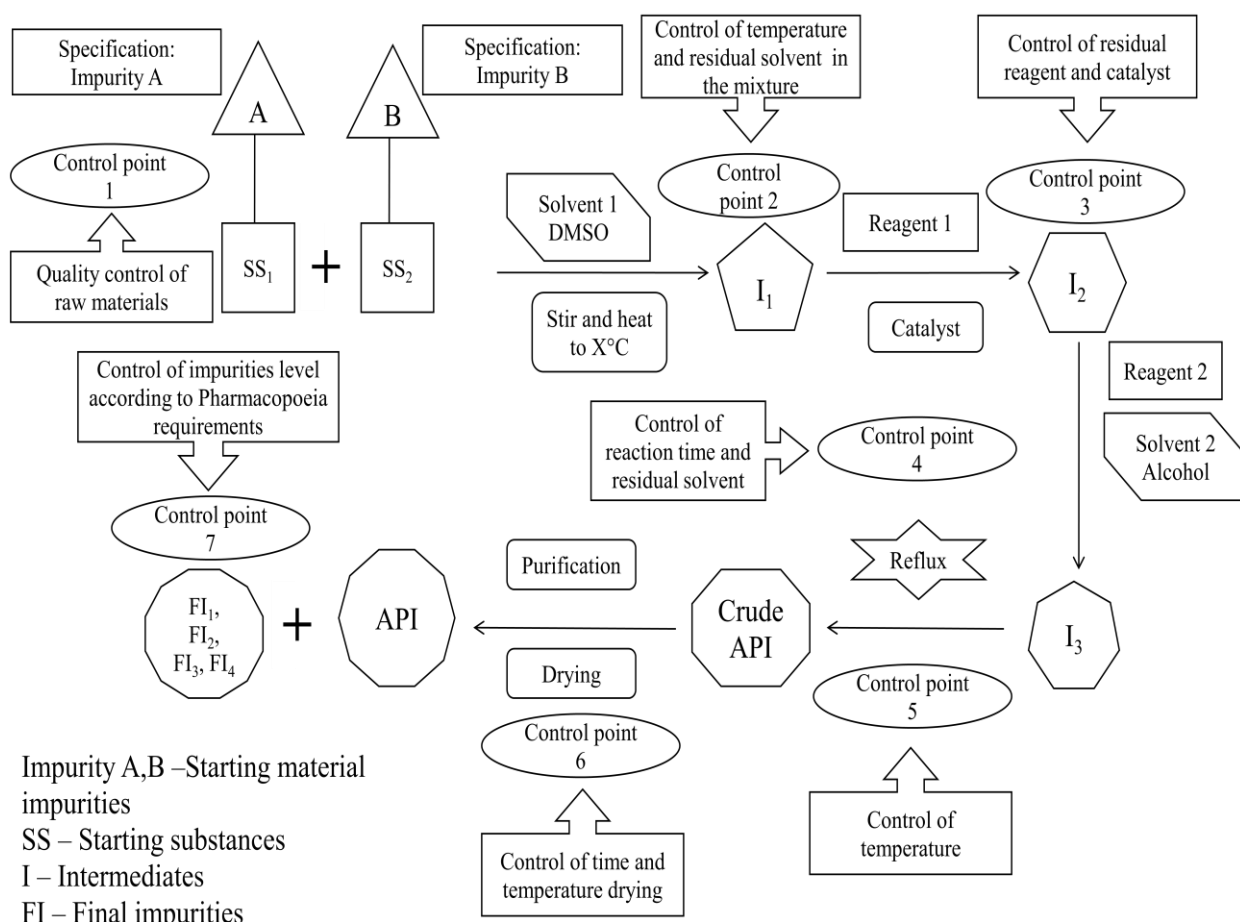 Specification:
Impurity A
A
Specification:
Impurity B
B
Control of temperature
and residual solvent in
the mixture
Control of residual
reagent and catalyst
Control point
1
Quality control of
raw materials
SS₁
+
SS₂
Solvent 1
DMSO
Stir and heat
to X°C
Control
point 2
I₁
Reagent 1
Catalyst
Control point
3
I₂
Reagent 2
Solvent 2
Alcohol
Control of
reaction time and
residual solvent
Control point
4
Reflux
I₃
Control point
5
Control of
temperature
Crude
API
Purification
Drying
Control point
6
Control of time and
temperature drying
API
+
Control of impurities level
according to Pharmacopoeia
requirements
Control point
7
FI₁,
FI₂,
FI₃, FI₄
Impurity A,B –Starting material
impurities
SS – Starting substances
I – Intermediates
FI – Final impurities